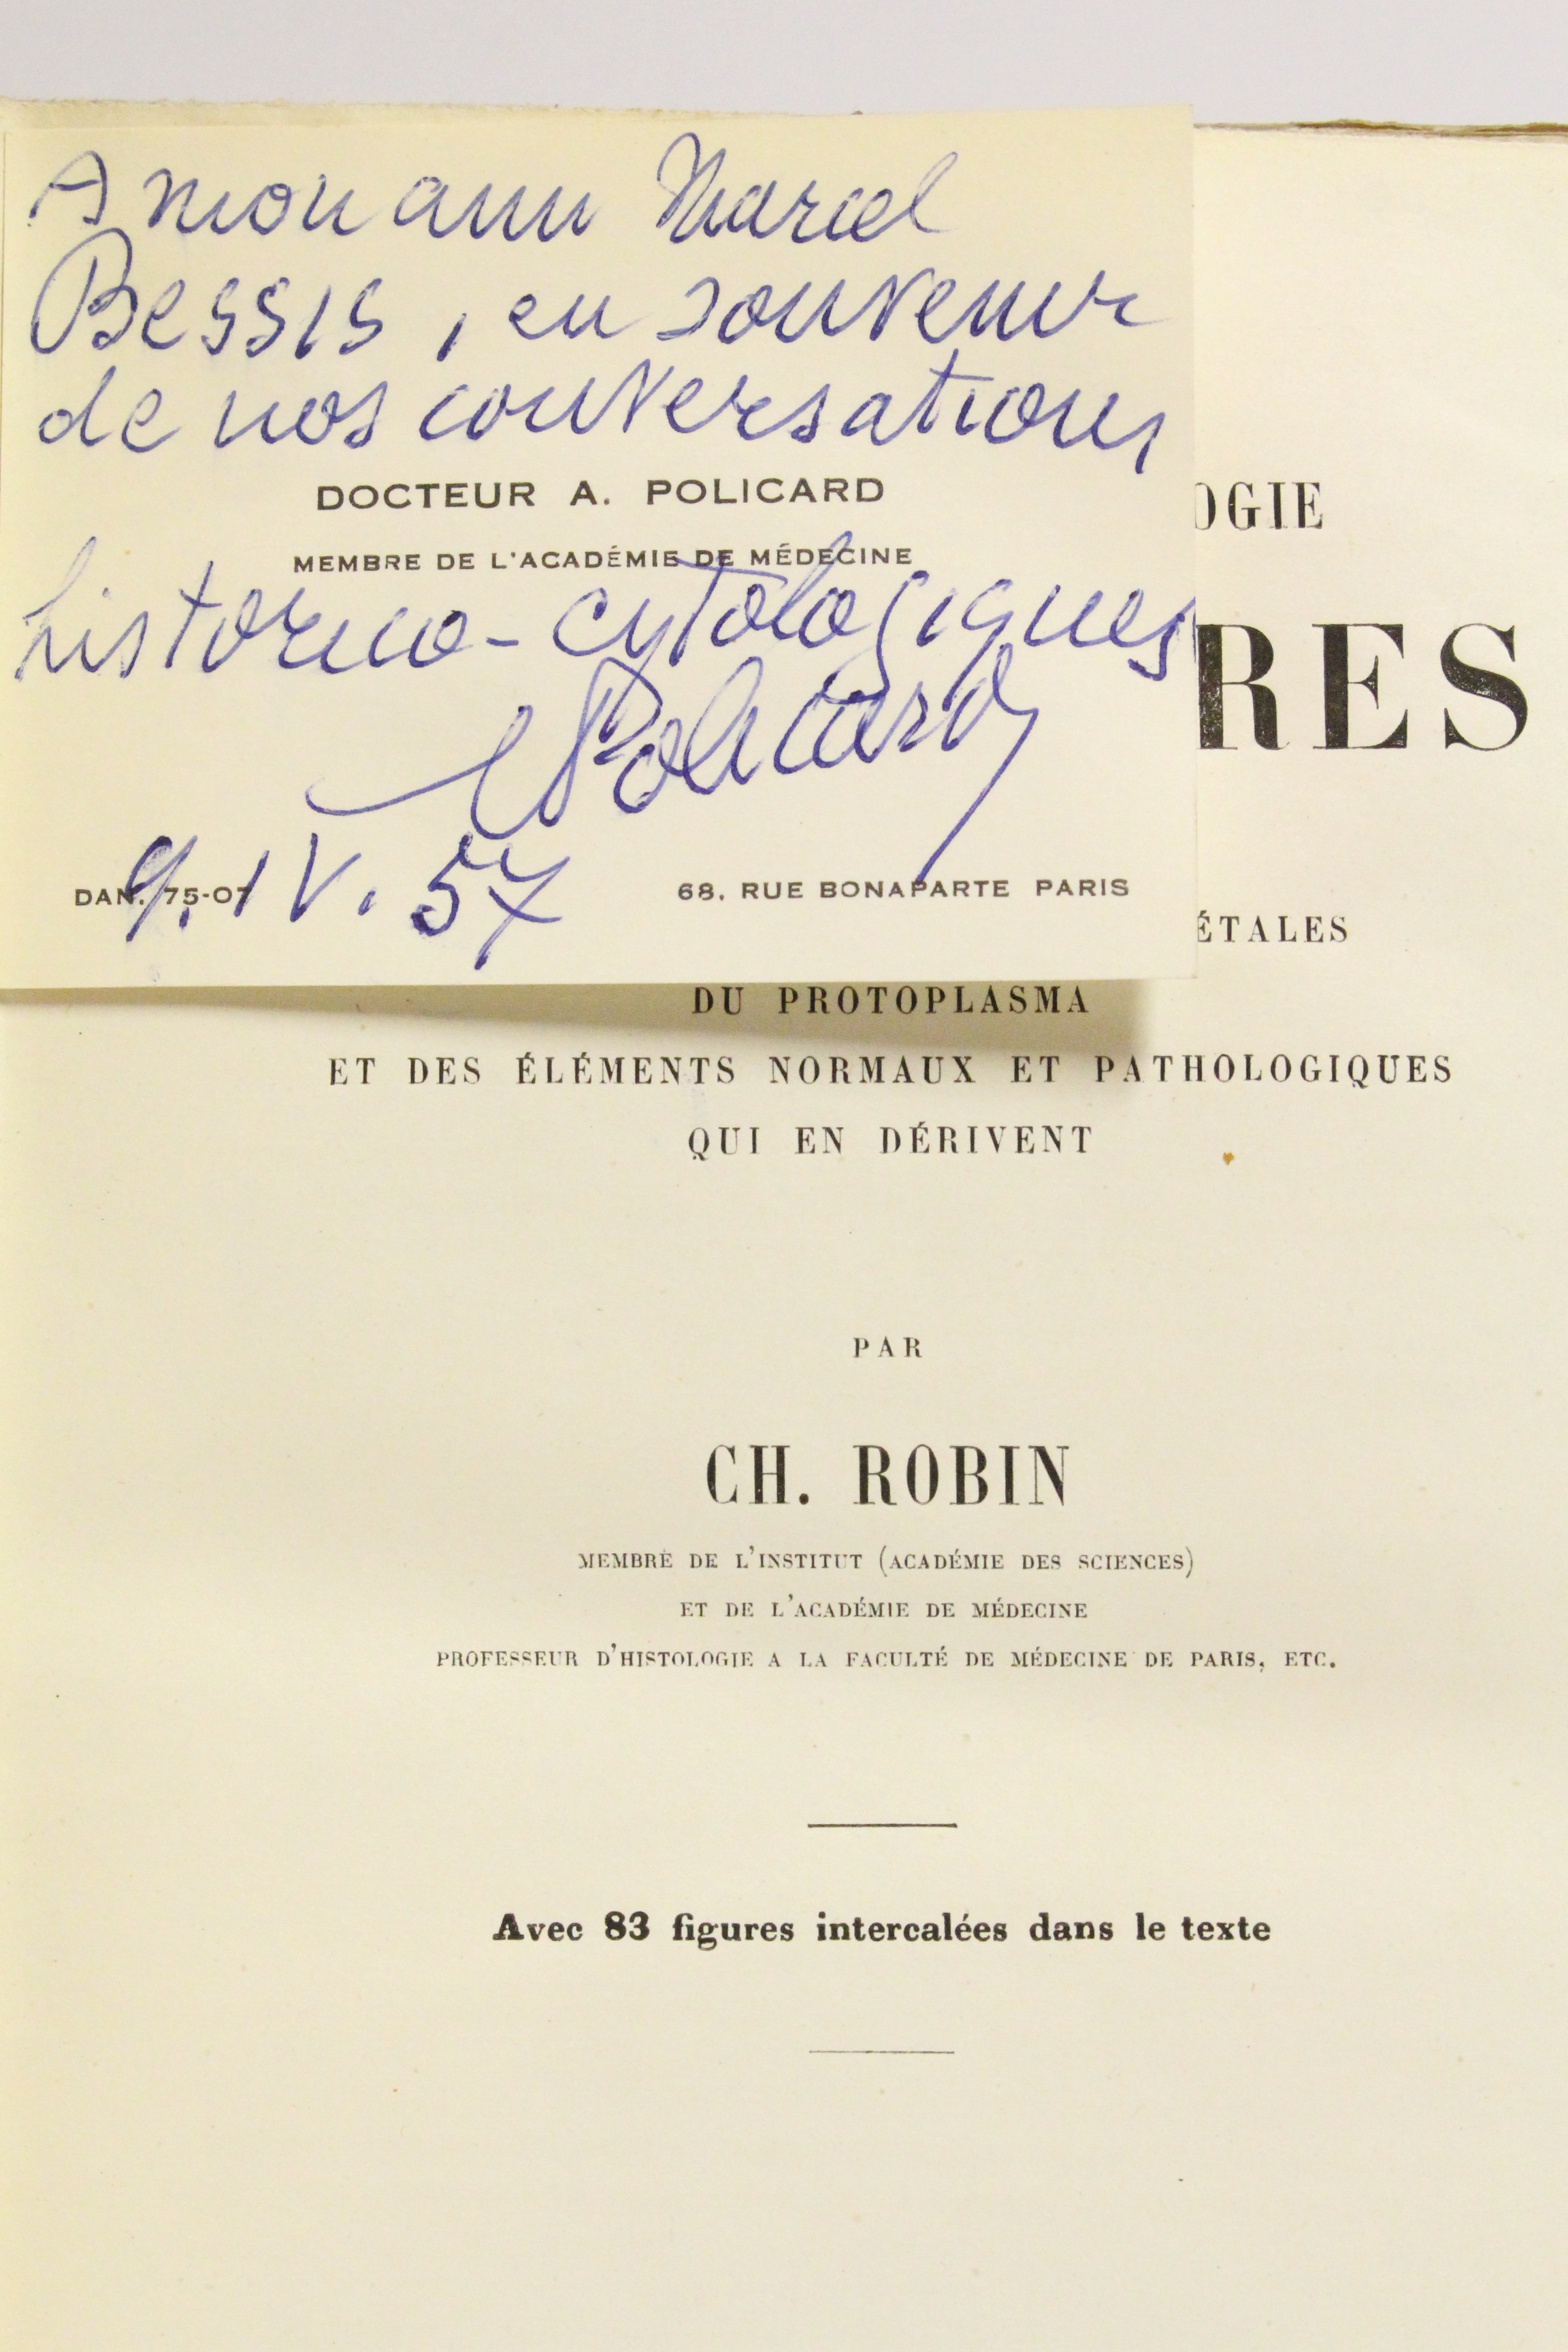 A mon ami Marcel
Bessis, en souvenir
de nos conversations
DOCTEUR A. POLICARD
MEMBRE DE L'ACADÉMIE DE MÉDECINE
historico-cytologiques
Policard
9. IV. 57
DAN. 75-07
68, RUE BONAPARTE PARIS
OGIE
RES
ÉTALES
DU PROTOPLASMA
ET DES ÉLÉMENTS NORMAUX ET PATHOLOGIQUES
QUI EN DÉRIVENT
PAR
CH. ROBIN
MEMBRE DE L'INSTITUT (ACADÉMIE DES SCIENCES)
ET DE L'ACADÉMIE DE MÉDECINE
PROFESSEUR D'HISTOLOGIE A LA FACULTÉ DE MÉDECINE DE PARIS, ETC.
Avec 83 figures intercalées dans le texte